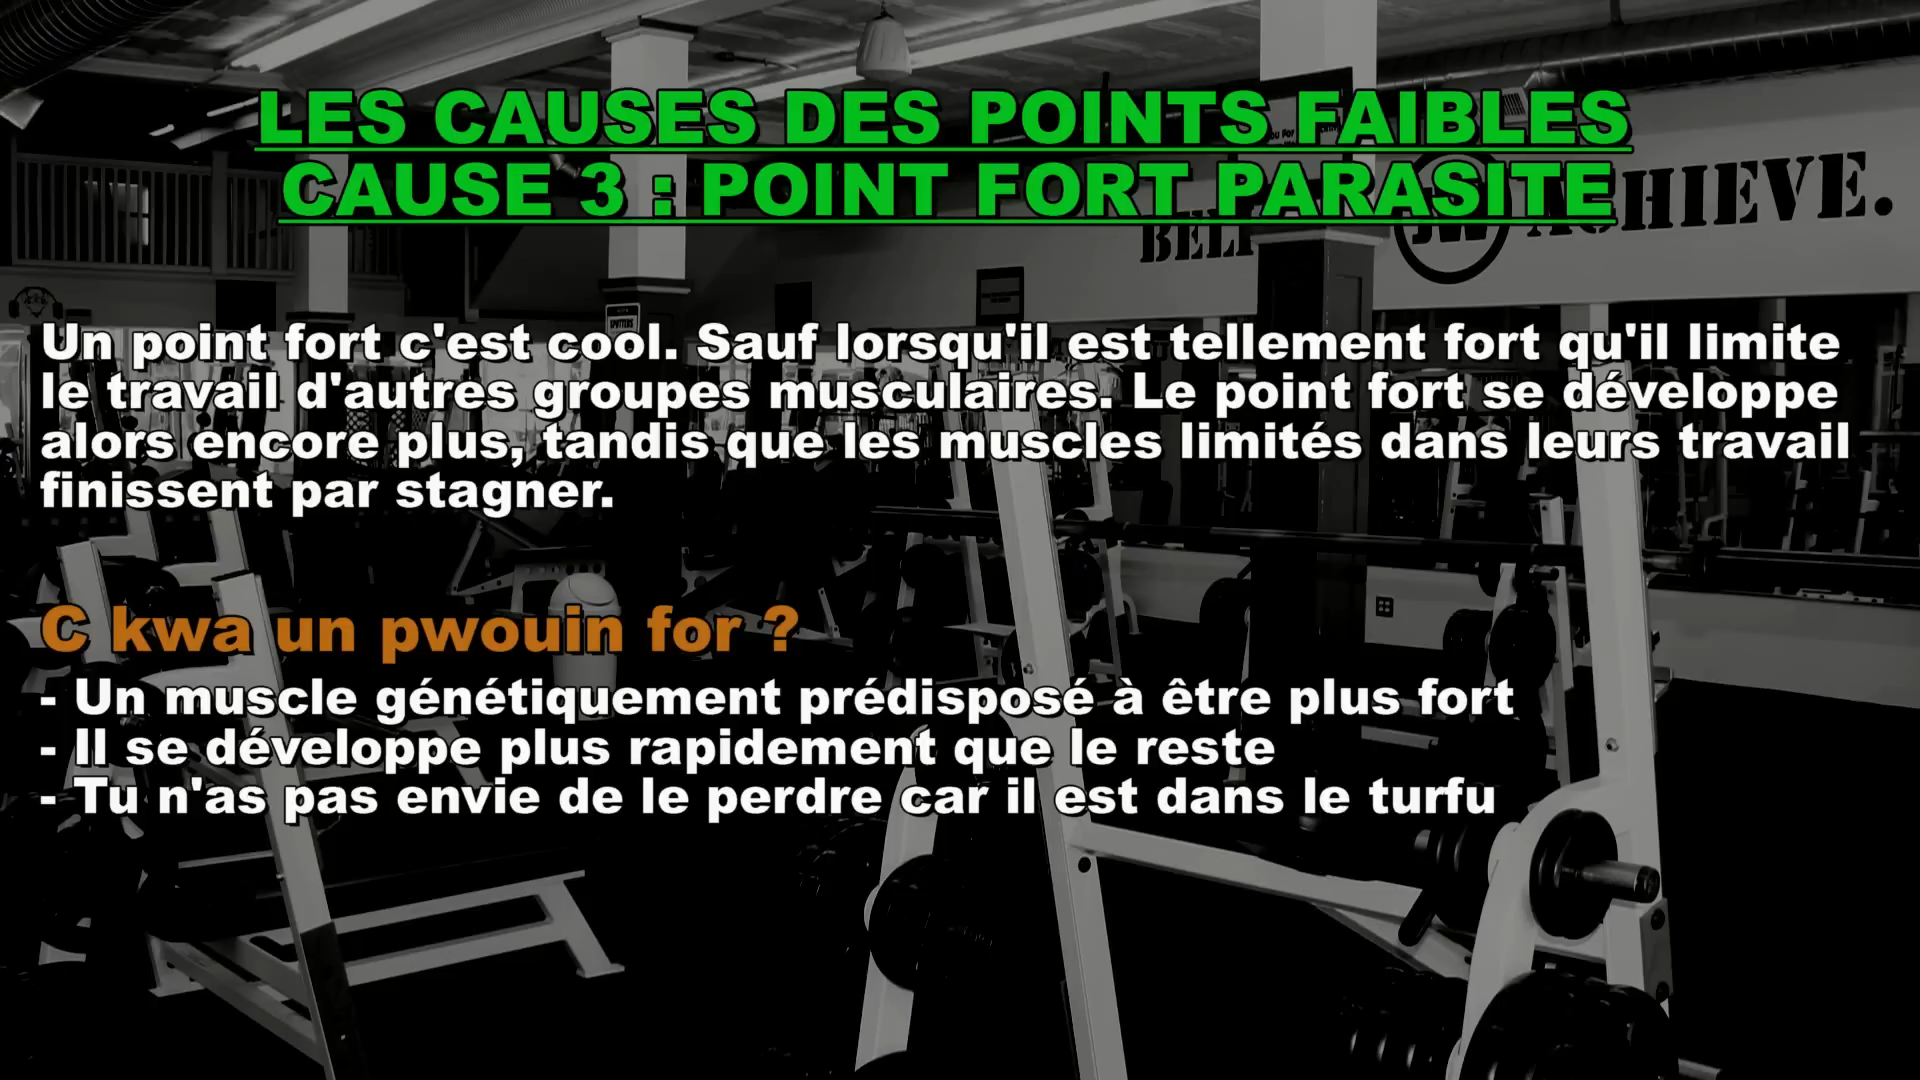 LES CAUSES DES POINTS FAIBLES
CAUSE 3 : POINT FORT PARASITE
ACHIEVE.
Un point fort c'est cool. Sauf lorsqu'il est tellement fort qu'il limite
le travail d'autres groupes musculaires. Le point fort se développe
alors encore plus, tandis que les muscles limités dans leurs travail
finissent par stagner.
C kwa un pwouin for ?
- Un muscle génétiquement prédisposé à être plus fort
- Il se développe plus rapidement que le reste
- Tu n'as pas envie de le perdre car il est dans le turfu